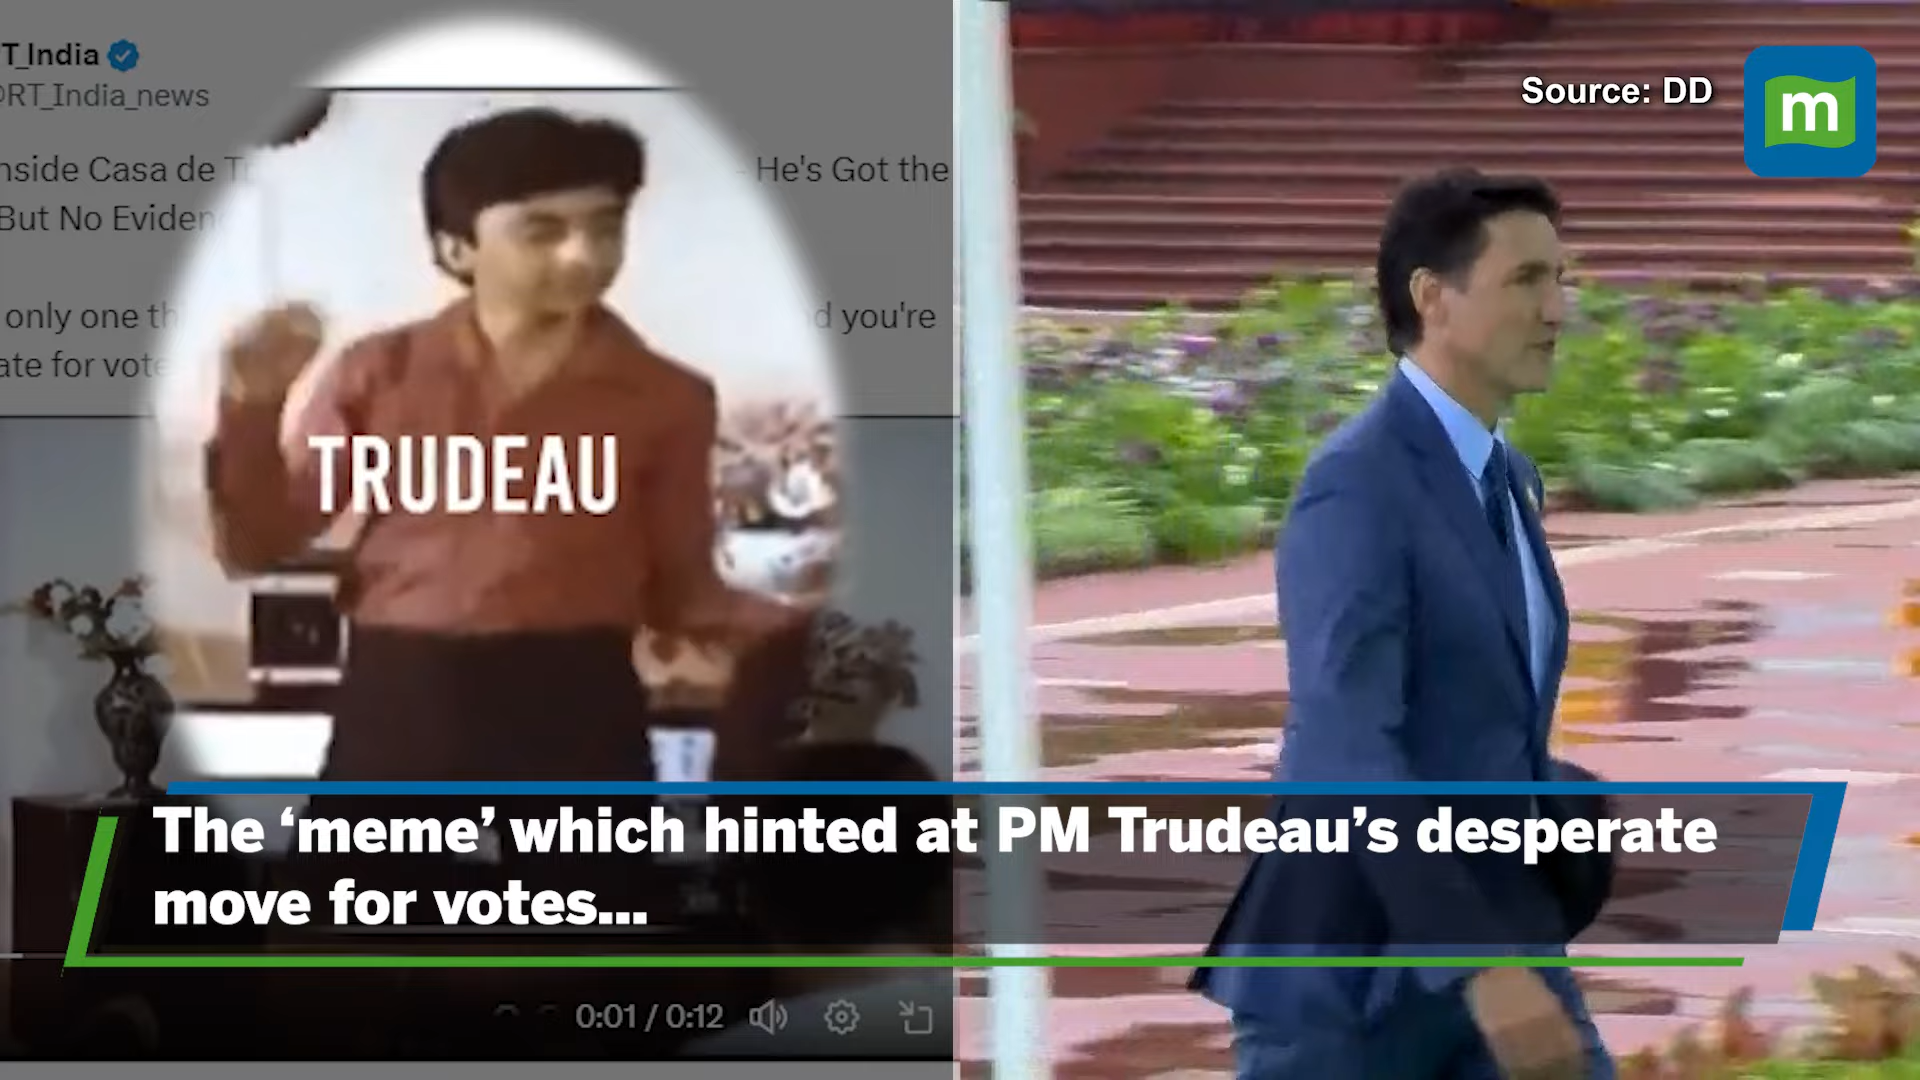 T_India
RT_India_news
nside Casa de T
- He's Got the
But No Eviden
only one th
d you're
ate for vote
TRUDEAU
Source: DD
m
The ‘meme’ which hinted at PM Trudeau’s desperate
move for votes...
0:01 / 0:12